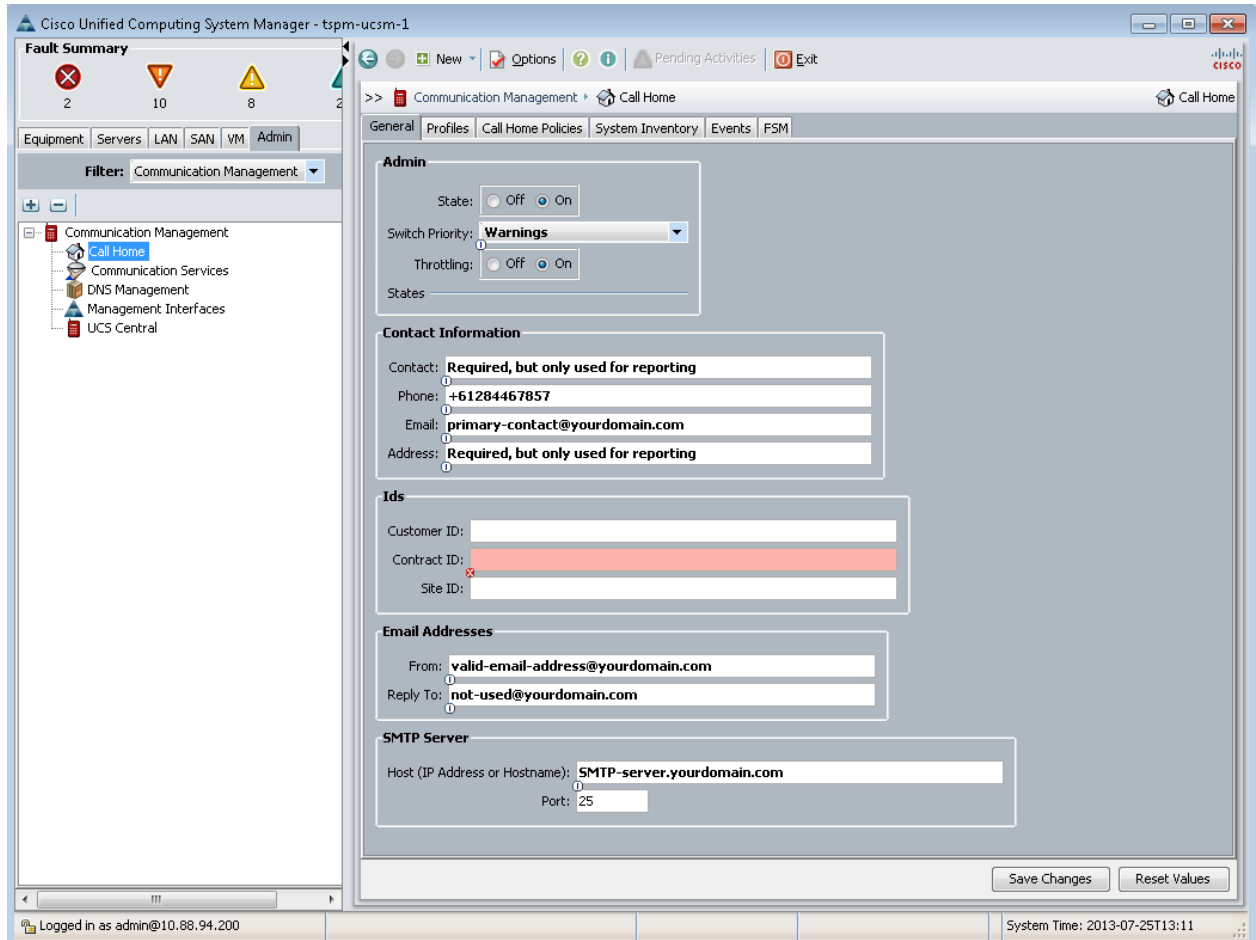 Cisco Unified Computing System Manager - tspm-ucsm-1
Fault Summary
2 10 8 2
Equipment Servers LAN SAN VM Admin
Filter: Communication Management
Communication Management
Call Home
Communication Services
DNS Management
Management Interfaces
UCS Central
New Options Pending Activities Exit
CISCO
>> Communication Management Call Home Call Home
General Profiles Call Home Policies System Inventory Events FSM
Admin
State: Off On
Switch Priority: Warnings
Throttling: Off On
States
Contact Information
Contact: Required, but only used for reporting
Phone: +61284467857
Email: primary-contact@yourdomain.com
Address: Required, but only used for reporting
Ids
Customer ID:
Contract ID:
Site ID:
Email Addresses
From: valid-email-address@yourdomain.com
Reply To: not-used@yourdomain.com
SMTP Server
Host (IP Address or Hostname): SMTP-server.yourdomain.com
Port: 25
Save Changes Reset Values
Logged in as admin@10.88.94.200
System Time: 2013-07-25T13:11